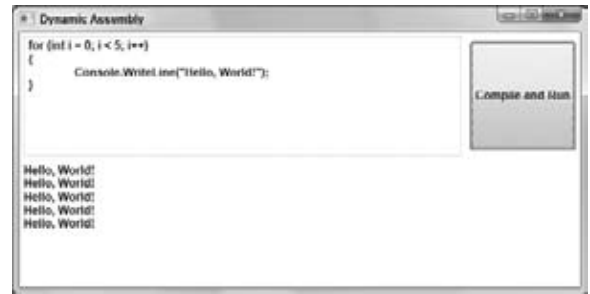 Dynamic Assembly
for (int i = 0; i < 5; i++)
{
Console.WriteLine("Hello, World!");
}
Compile and Run
Hello, World!
Hello, World!
Hello, World!
Hello, World!
Hello, World!